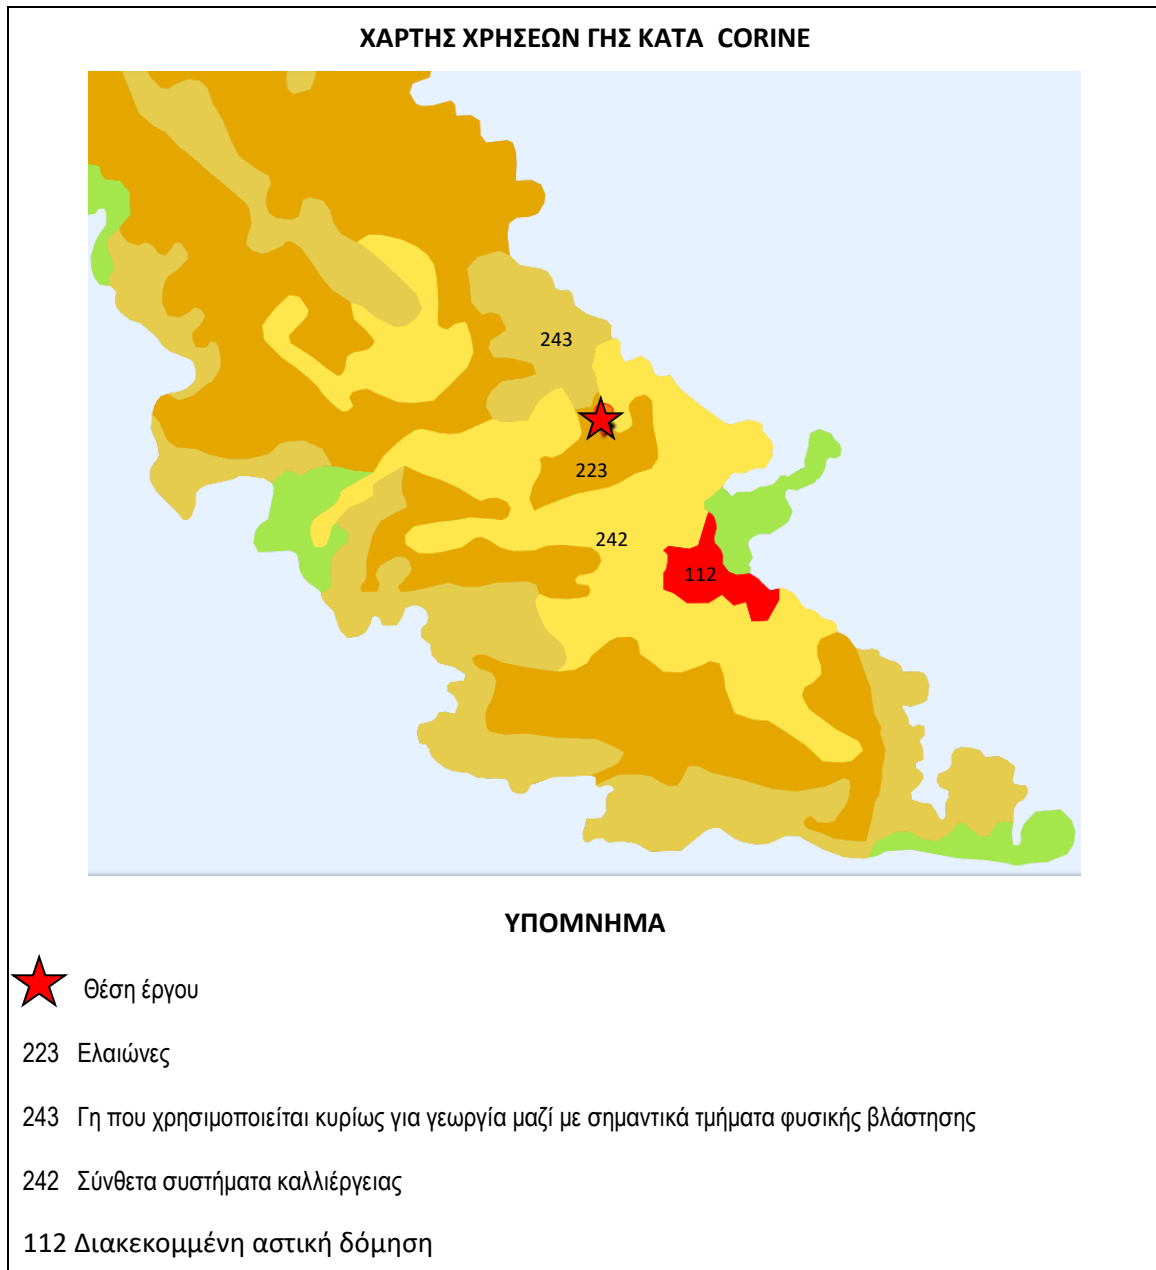 ΧΑΡΤΗΣ ΧΡΗΣΕΩΝ ΓΗΣ ΚΑΤΑ CORINE
243
223
242
112
ΥΠΟΜΝΗΜΑ
Θέση έργου
223 Ελαιώνες
243 Γη που χρησιμοποιείται κυρίως για γεωργία μαζί με σημαντικά τμήματα φυσικής βλάστησης
242 Σύνθετα συστήματα καλλιέργειας
112 Διακεκομμένη αστική δόμηση